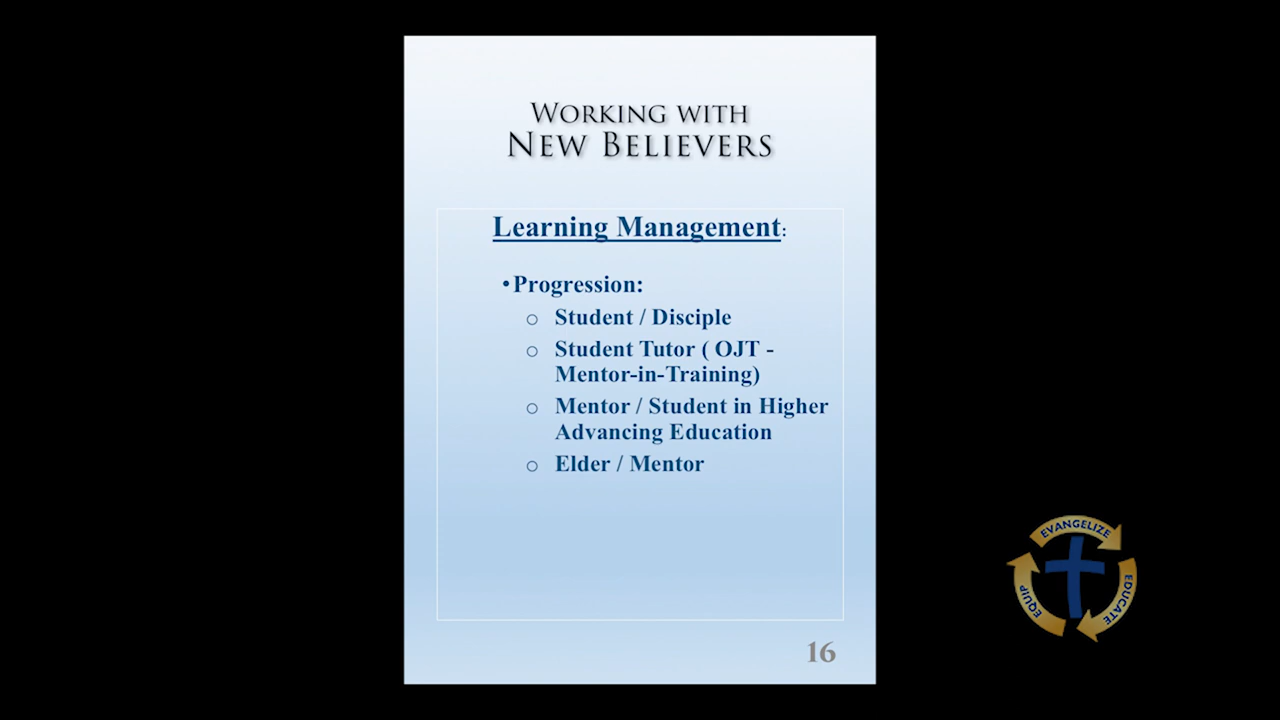 WORKING WITH
NEW BELIEVERS
Learning Management:
•Progression:
o Student / Disciple
o Student Tutor ( OJT -
Mentor-in-Training)
o Mentor / Student in Higher
Advancing Education
o Elder / Mentor
16
EVANGELIZE
EDUCATE
EQUIP